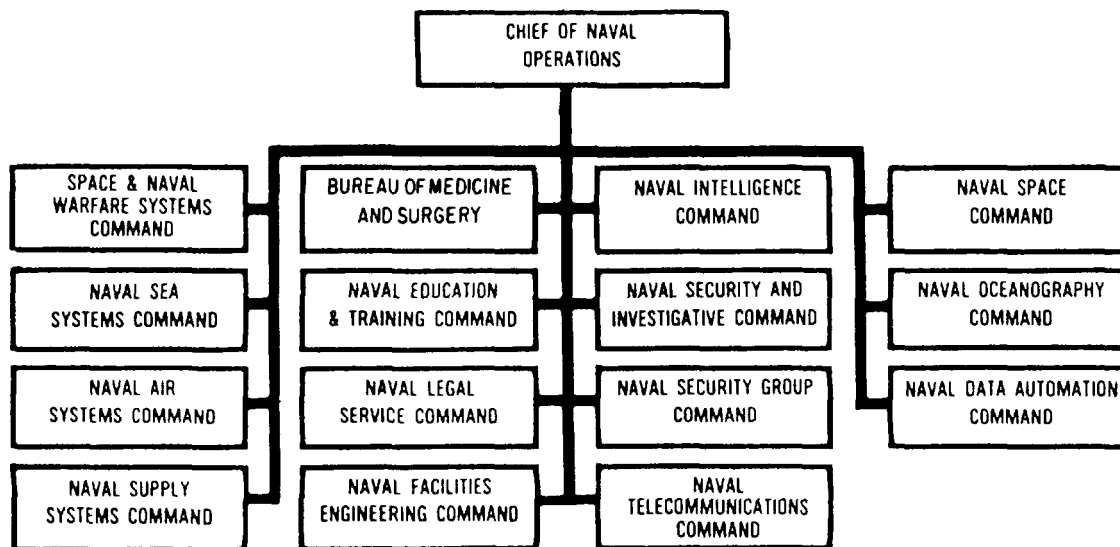 CHIEF OF NAVAL
OPERATIONS
SPACE & NAVAL
WARFARE SYSTEMS
COMMAND
BUREAU OF MEDICINE
AND SURGERY
NAVAL INTELLIGENCE
COMMAND
NAVAL SPACE
COMMAND
NAVAL SEA
SYSTEMS COMMAND
NAVAL EDUCATION
& TRAINING COMMAND
NAVAL SECURITY AND
INVESTIGATIVE COMMAND
NAVAL OCEANOGRAPHY
COMMAND
NAVAL AIR
SYSTEMS COMMAND
NAVAL LEGAL
SERVICE COMMAND
NAVAL SECURITY GROUP
COMMAND
NAVAL DATA AUTOMATION
COMMAND
NAVAL SUPPLY
SYSTEMS COMMAND
NAVAL FACILITIES
ENGINEERING COMMAND
NAVAL
TELECOMMUNICATIONS
COMMAND